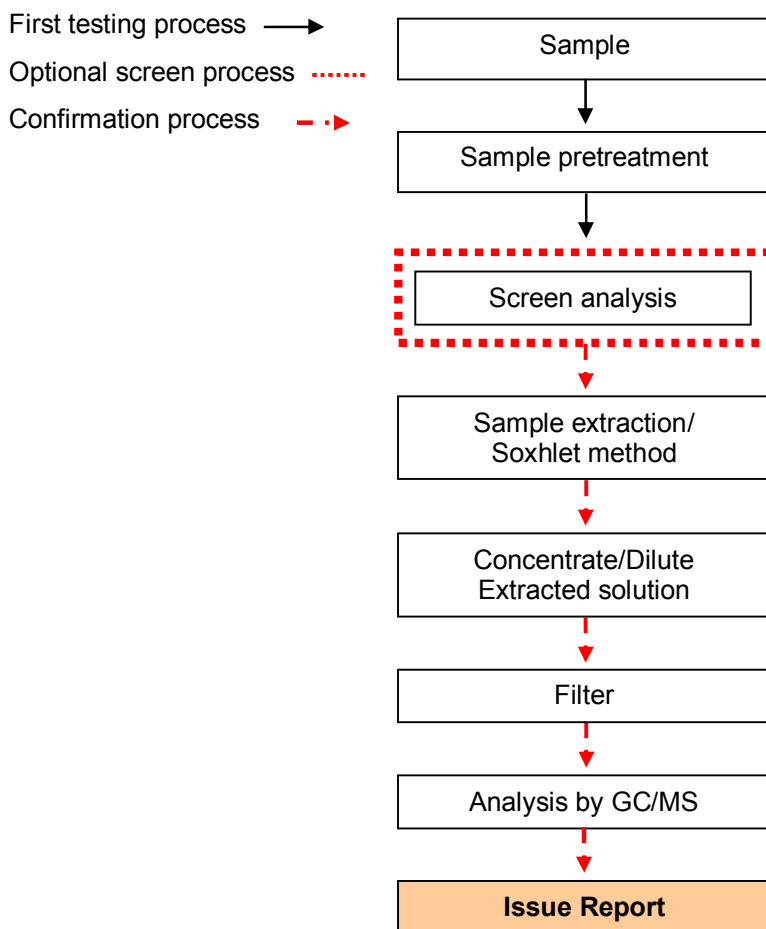 First testing process
Optional screen process
Confirmation process
Sample
Sample pretreatment
Screen analysis
Sample extraction/
Soxhlet method
Concentrate/Dilute
Extracted solution
Filter
Analysis by GC/MS
Issue Report